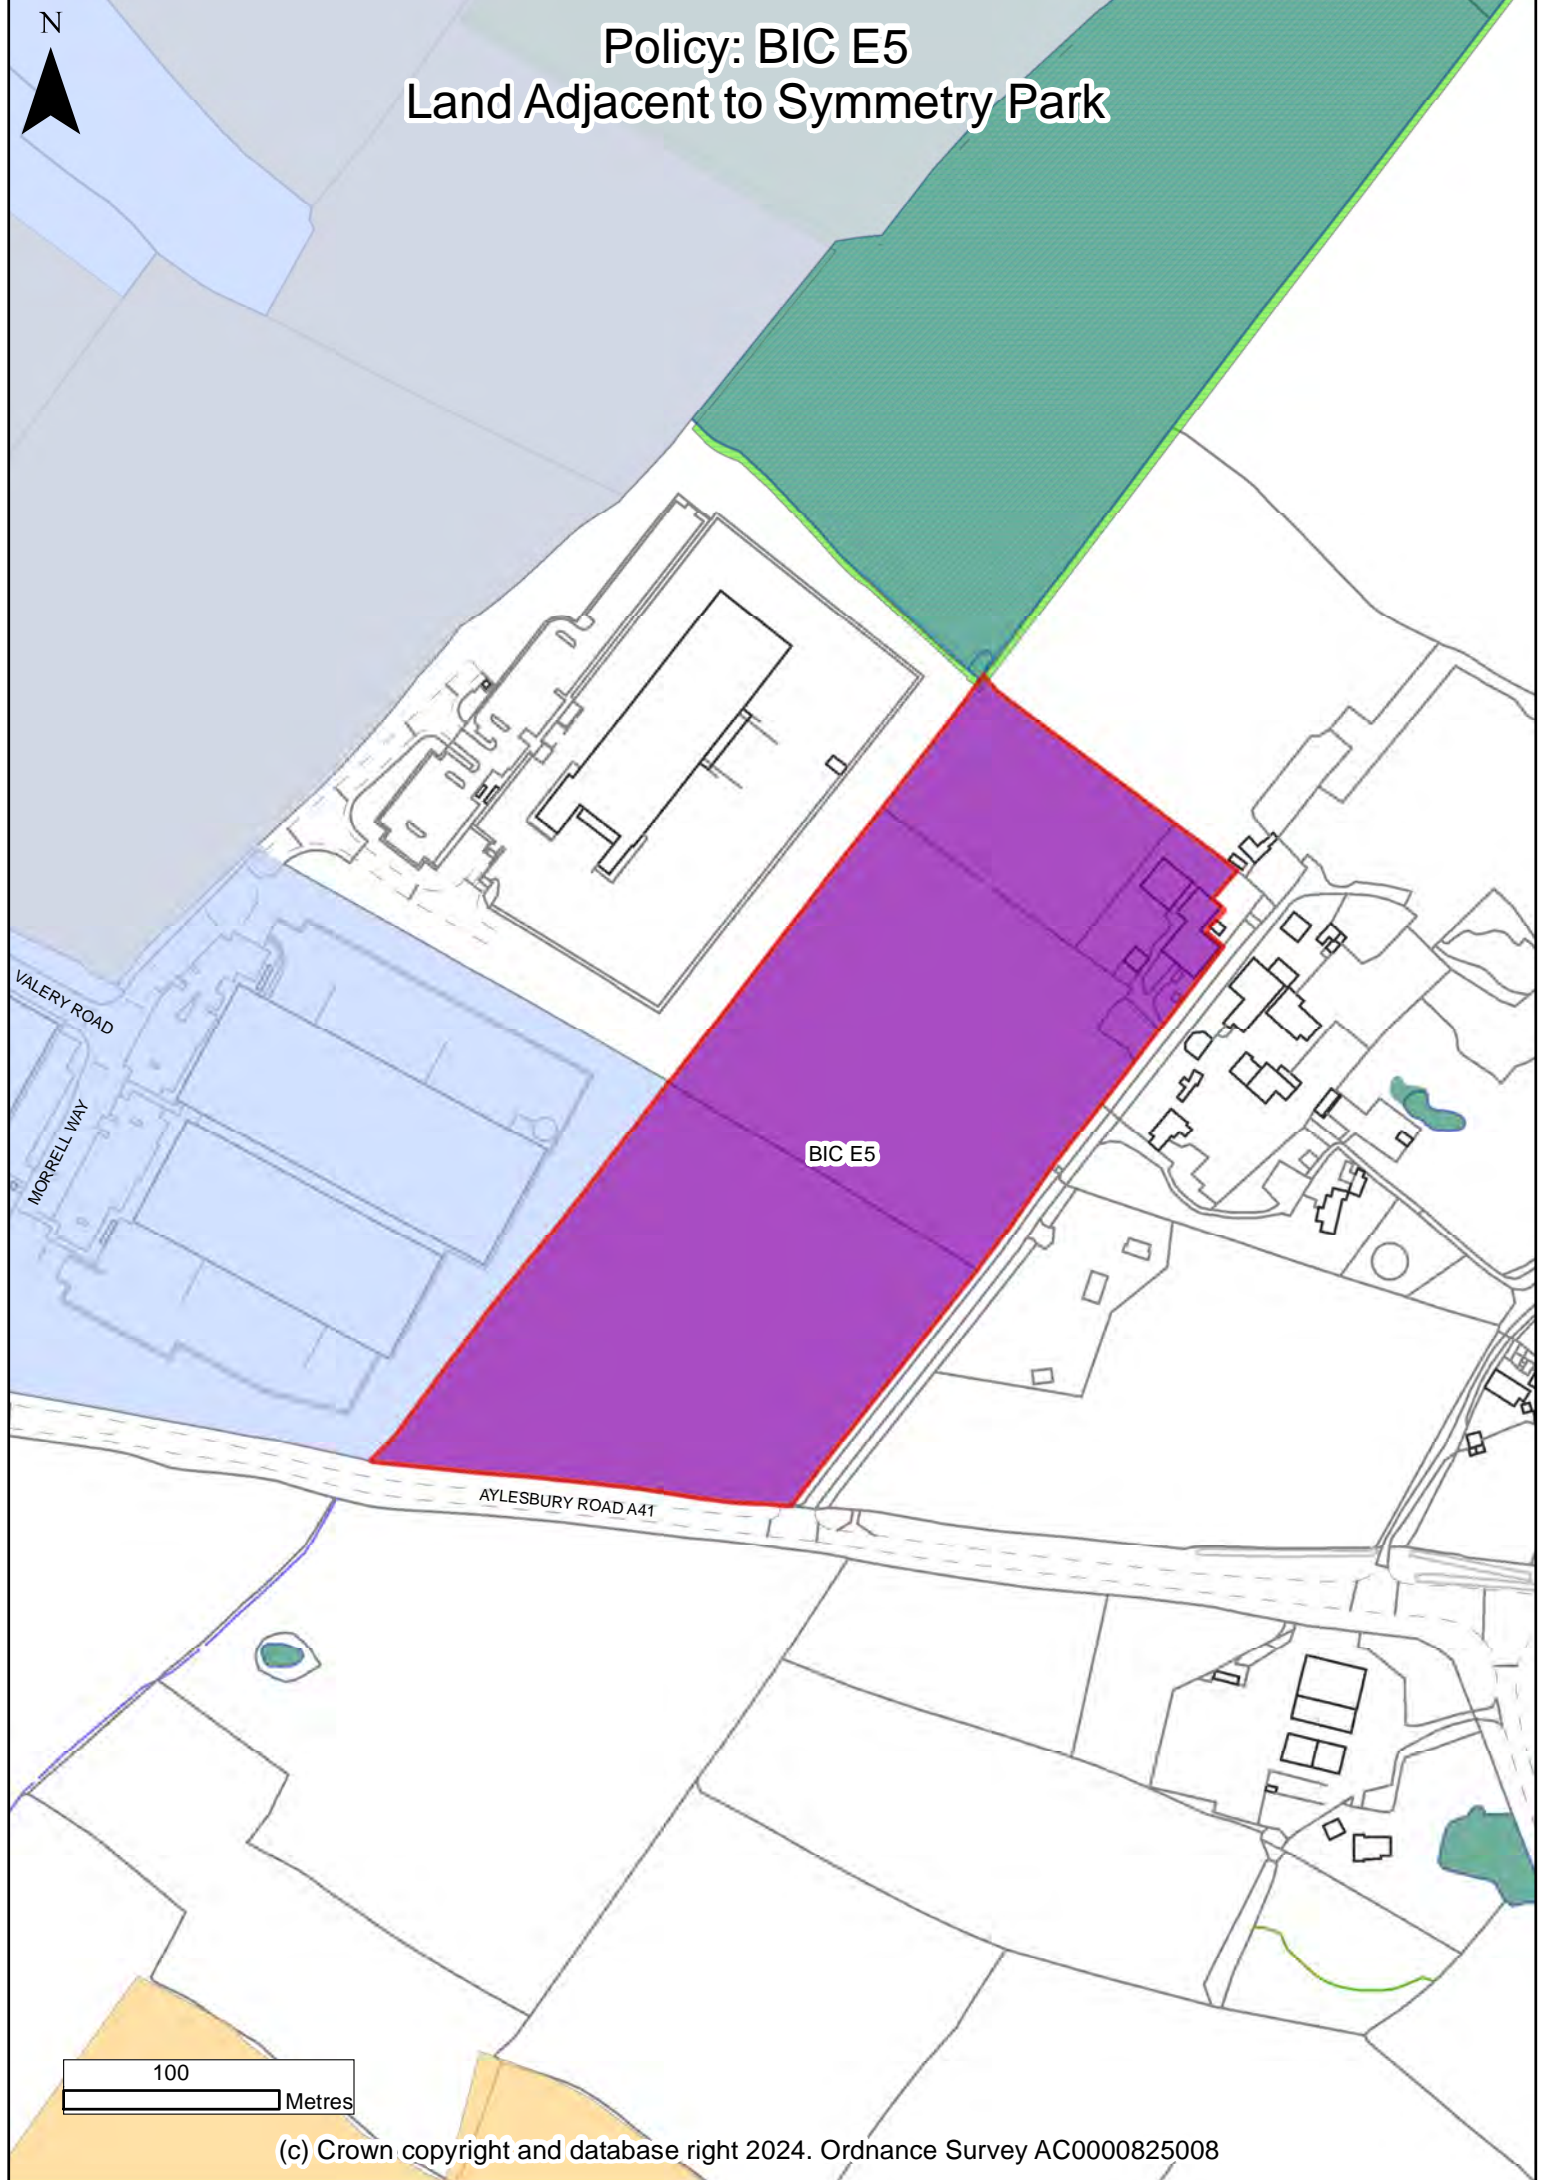 N
Policy: BIC E5
Land Adjacent to Symmetry Park
VALERY ROAD
MORRELL WAY
BIC E5
AYLESBURY ROAD A41
100
Metres
(c) Crown copyright and database right 2024. Ordnance Survey AC0000825008